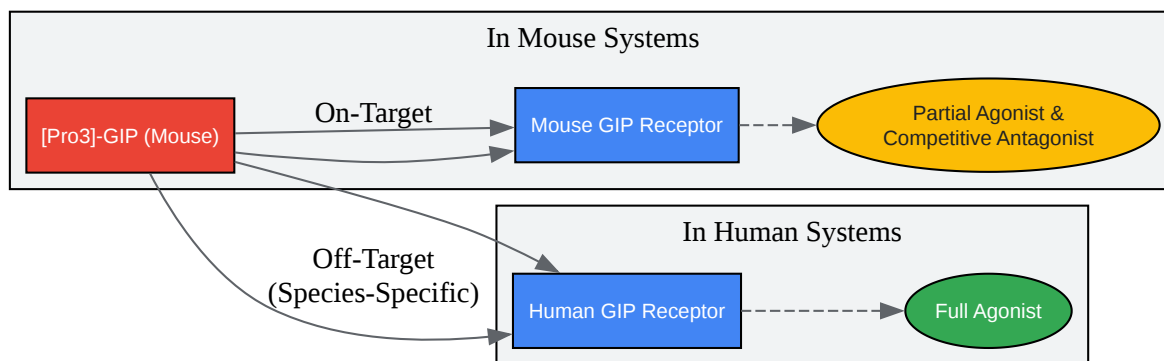 In Mouse Systems
[Pro3]-GIP (Mouse)
On-Target
Mouse GIP Receptor
Partial Agonist &
Competitive Antagonist
In Human Systems
Off-Target
(Species-Specific)
Human GIP Receptor
Full Agonist